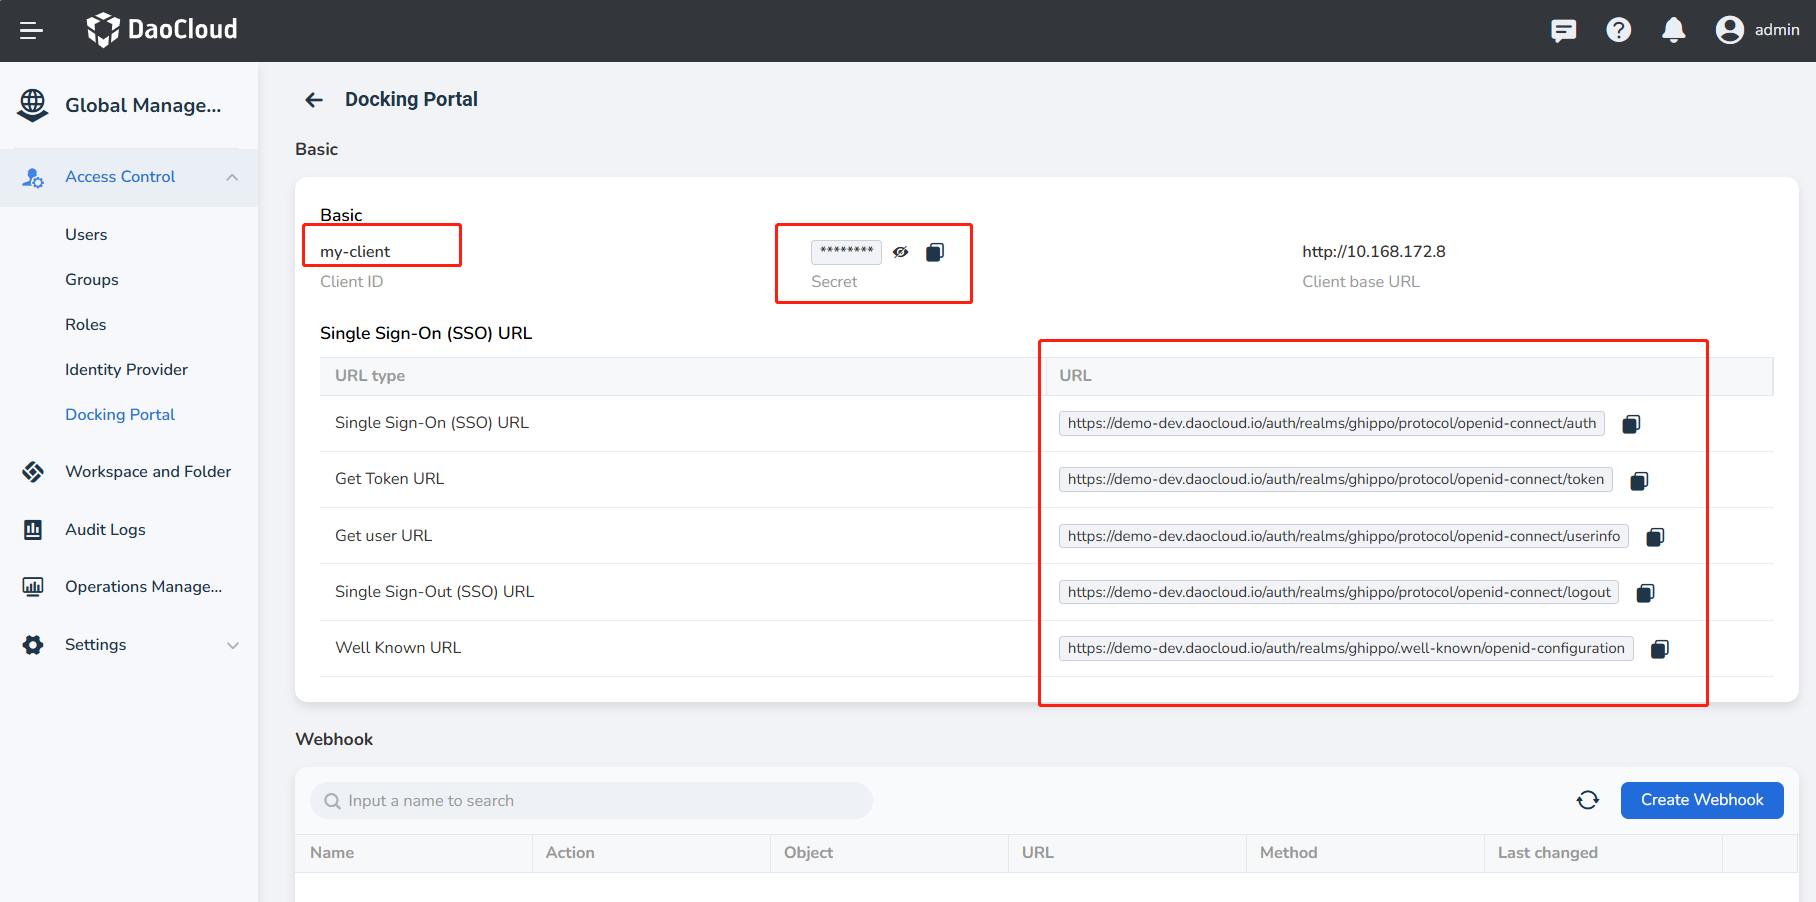 DaoCloud
admin
Global Manage...
Access Control
Users
Groups
Roles
Identity Provider
Docking Portal
Workspace and Folder
Audit Logs
Operations Manage...
Settings
Docking Portal
Basic
Basic
my-client
Client ID
********
Secret
http://10.168.172.8
Client base URL
Single Sign-On (SSO) URL
URL type URL
Single Sign-On (SSO) URL https://demo-dev.daocloud.io/auth/realms/ghippo/protocol/openid-connect/auth
Get Token URL https://demo-dev.daocloud.io/auth/realms/ghippo/protocol/openid-connect/token
Get user URL https://demo-dev.daocloud.io/auth/realms/ghippo/protocol/openid-connect/userinfo
Single Sign-Out (SSO) URL https://demo-dev.daocloud.io/auth/realms/ghippo/protocol/openid-connect/logout
Well Known URL https://demo-dev.daocloud.io/auth/realms/ghippo/.well-known/openid-configuration
Webhook
Input a name to search
Create Webhook
Name Action Object URL Method Last changed